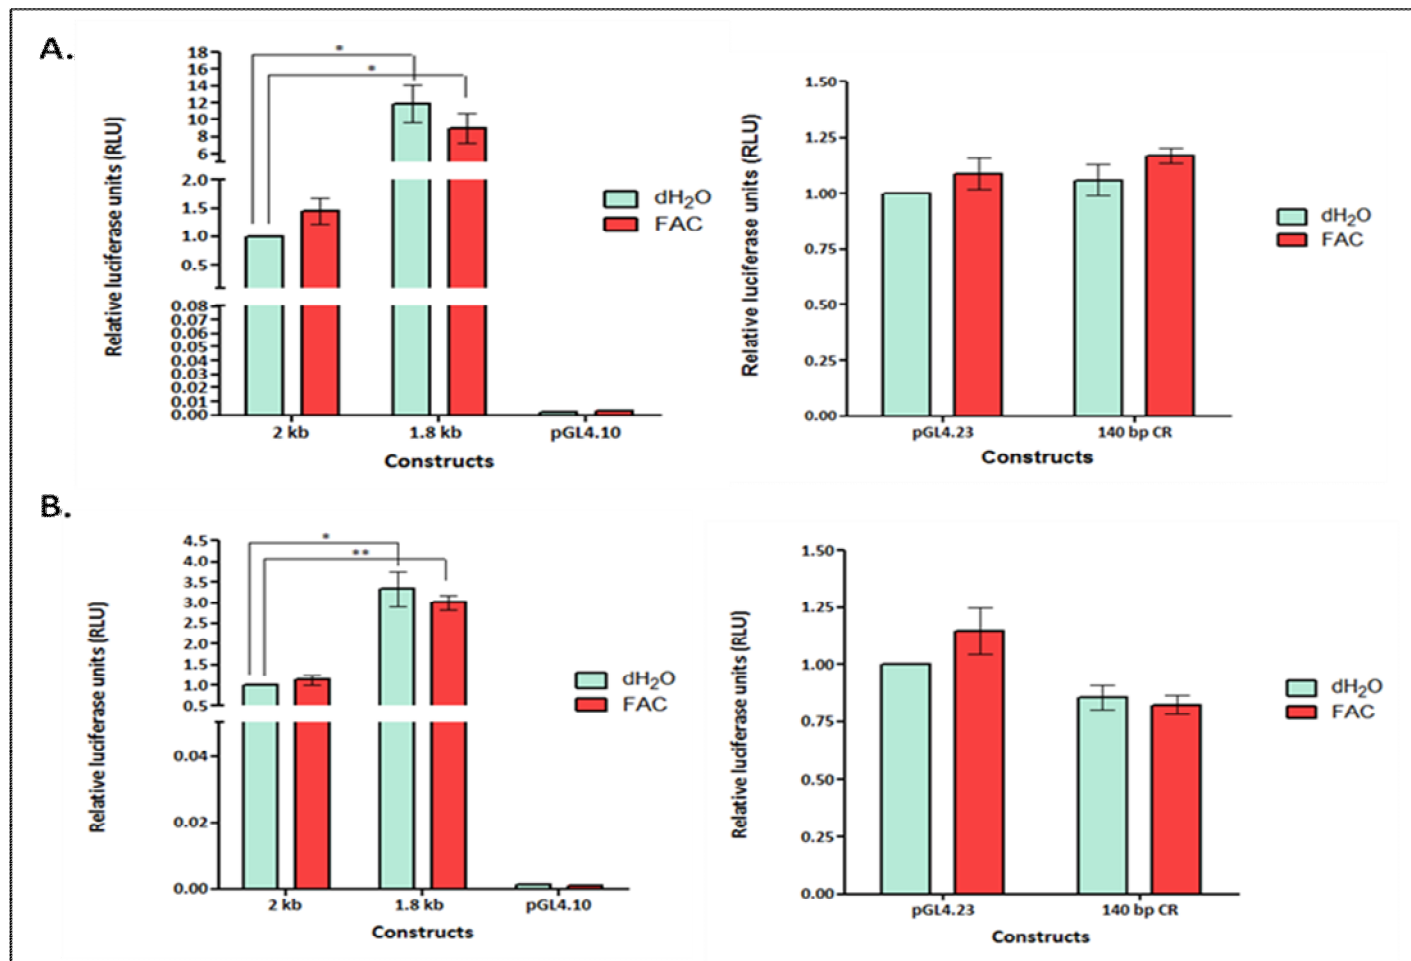 A.
Relative luciferase units (RLU)
18
16
14
12
10
8
6
2.0
1.5
1.0
0.5
0.08
0.07
0.06
0.06
0.05
0.04
0.03
0.02
0.01
0.00
*
*
2 kb
1.8 kb
pGL4.10
Constructs
dH₂O
FAC
Relative luciferase units (RLU)
1.50
1.25
1.00
0.75
0.50
0.25
0.00
pGL4.23
140 bp CR
Constructs
dH₂O
FAC
B.
Relative luciferase units (RLU)
4.5
4.0
3.5
3.0
2.5
2.0
1.5
1.0
0.5
0.04
0.02
0.00
*
**
2 kb
1.8 kb
pGL4.10
Constructs
dH₂O
FAC
Relative luciferase units (RLU)
1.50
1.25
1.00
0.75
0.50
0.25
0.00
pGL4.23
140 bp CR
Constructs
dH₂O
FAC